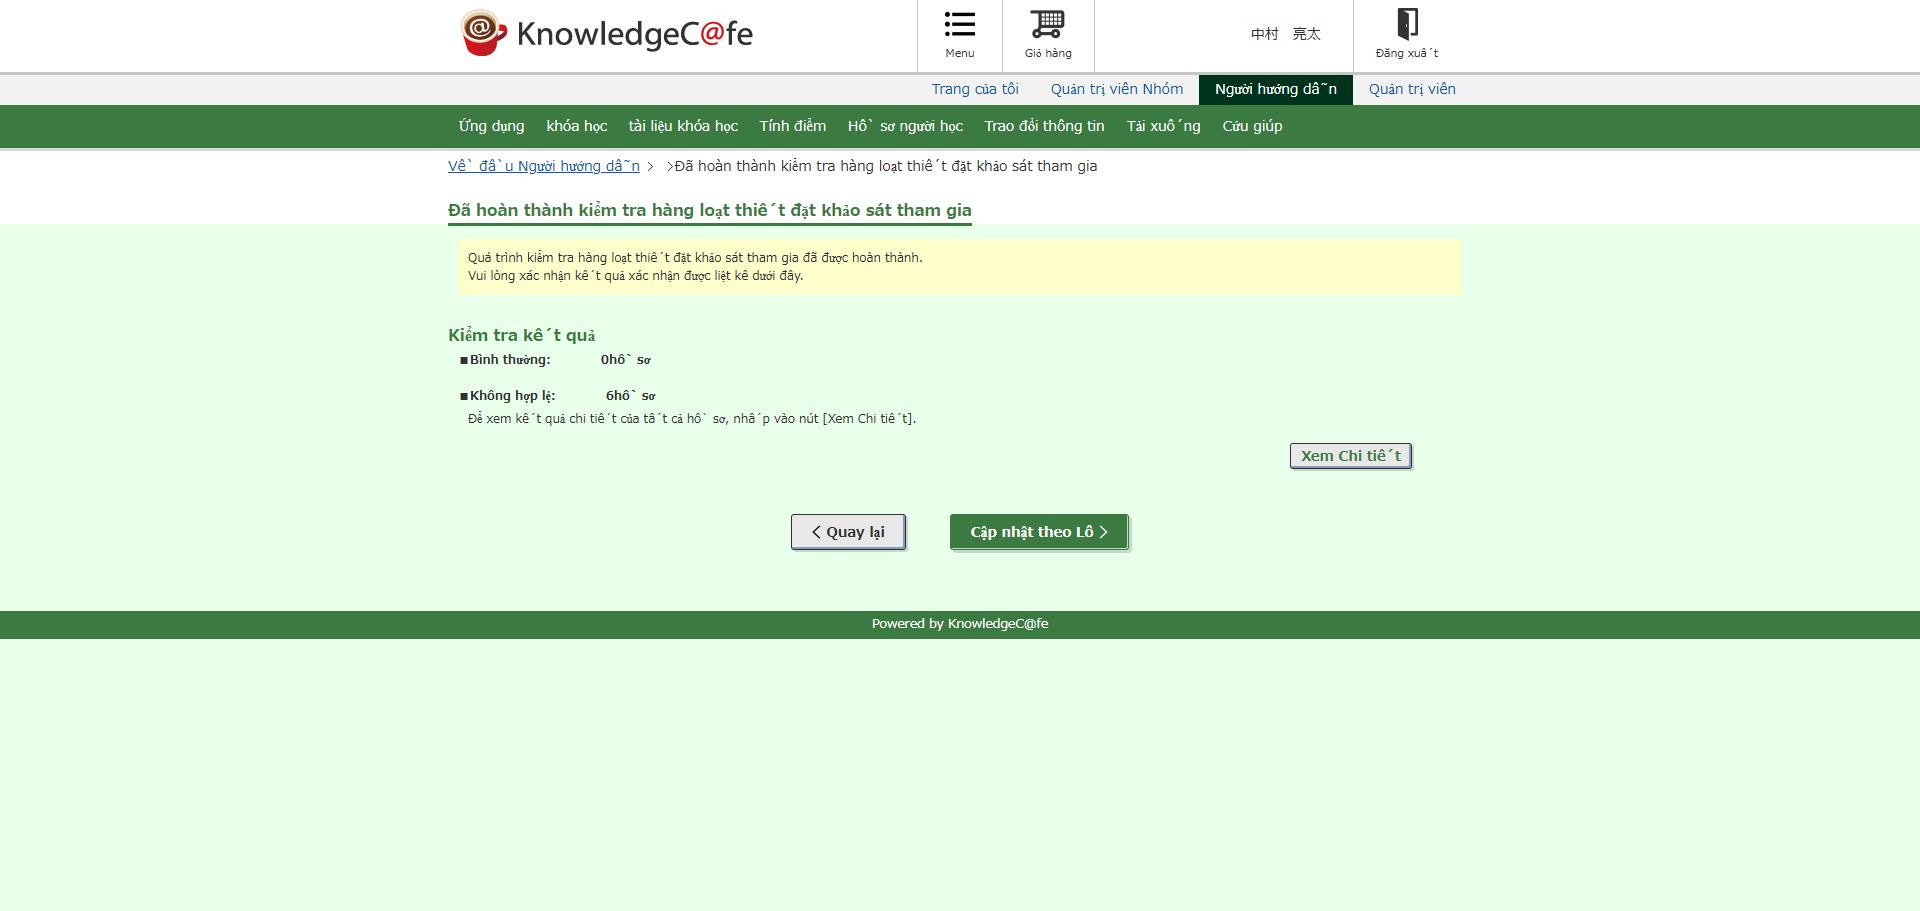 KnowledgeC@fe
Menu
Giỏ hàng
中村　亮太
Đăng xuất
Trang của tôi
Quản trị viên Nhóm
Người hướng dẫn
Quản trị viên
Ứng dụng
khóa học
tài liệu khóa học
Tính điểm
Hồ sơ người học
Trao đổi thông tin
Tải xuống
Cứu giúp
Về đầu Người hướng dẫn > >Đã hoàn thành kiểm tra hàng loạt thiết đặt khảo sát tham gia
Đã hoàn thành kiểm tra hàng loạt thiết đặt khảo sát tham gia
Quá trình kiểm tra hàng loạt thiết đặt khảo sát tham gia đã được hoàn thành.
Vui lòng xác nhận kết quả xác nhận được liệt kê dưới đây.
Kiểm tra kết quả
■Bình thường: 0hồ sơ
■Không hợp lệ: 6hồ sơ
Để xem kết quả chi tiết của tất cả hồ sơ, nhấp vào nút [Xem Chi tiết].
Xem Chi tiết
< Quay lại
Cập nhật theo Lô >
Powered by KnowledgeC@fe